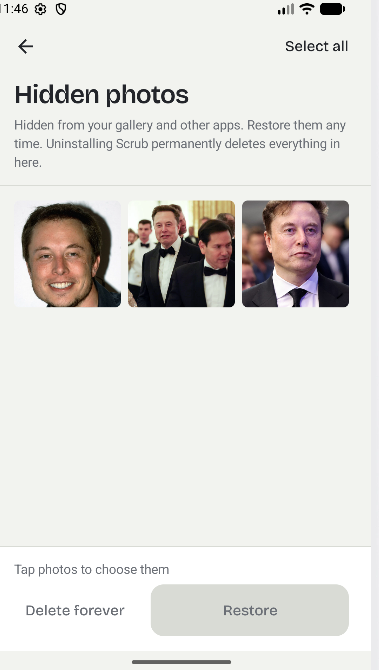 11:46
Select all
Hidden photos
Hidden from your gallery and other apps. Restore them any
time. Uninstalling Scrub permanently deletes everything in
here.
Tap photos to choose them
Delete forever
Restore